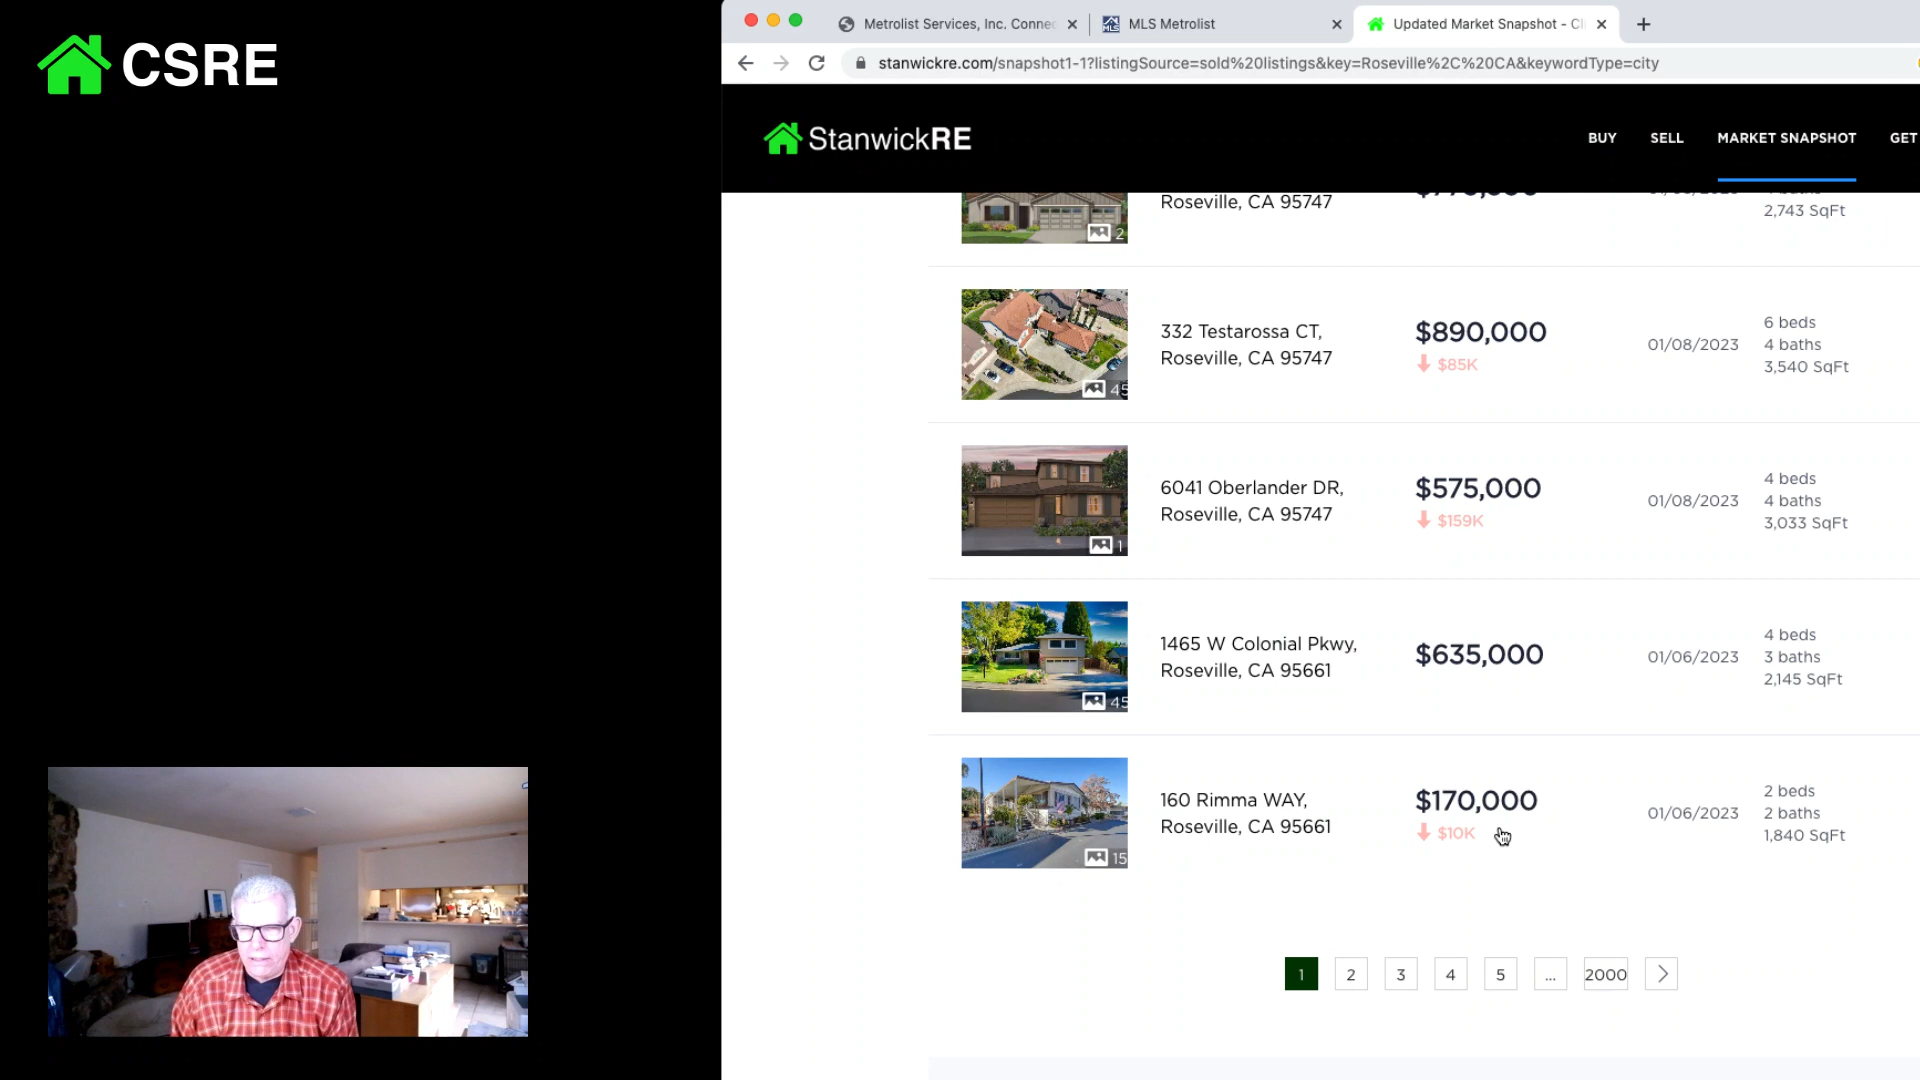 CSRE
Metrolist Services, Inc. Connec
MLS Metrolist
Updated Market Snapshot - Cl
stanwickre.com/snapshot1-1?listingSource=sold%20listings&key=Roseville%2C%20CA&keywordType=city
StanwickRE
BUY
SELL
MARKET SNAPSHOT
GET
Roseville, CA 95747
2,743 SqFt
2
332 Testarossa CT,
Roseville, CA 95747
$890,000
$85K
01/08/2023
6 beds
4 baths
3,540 SqFt
45
6041 Oberlander DR,
Roseville, CA 95747
$575,000
$159K
01/08/2023
4 beds
4 baths
3,033 SqFt
1
1465 W Colonial Pkwy,
Roseville, CA 95661
$635,000
01/06/2023
4 beds
3 baths
2,145 SqFt
45
160 Rimma WAY,
Roseville, CA 95661
$170,000
$10K
01/06/2023
2 beds
2 baths
1,840 SqFt
15
1 2 3 4 5 ... 2000